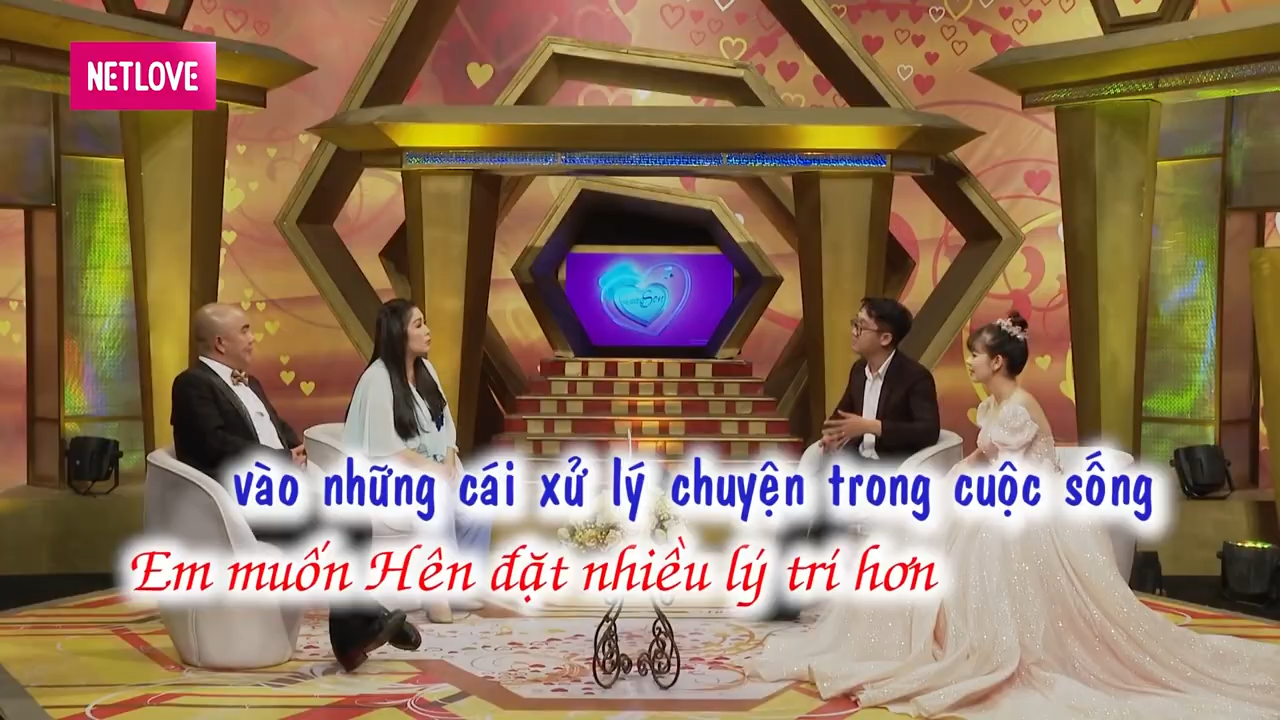 NETLOVE
vào những cái xử lý chuyện trong cuộc sống
Em muốn Hên đặt nhiều lý trí hơn